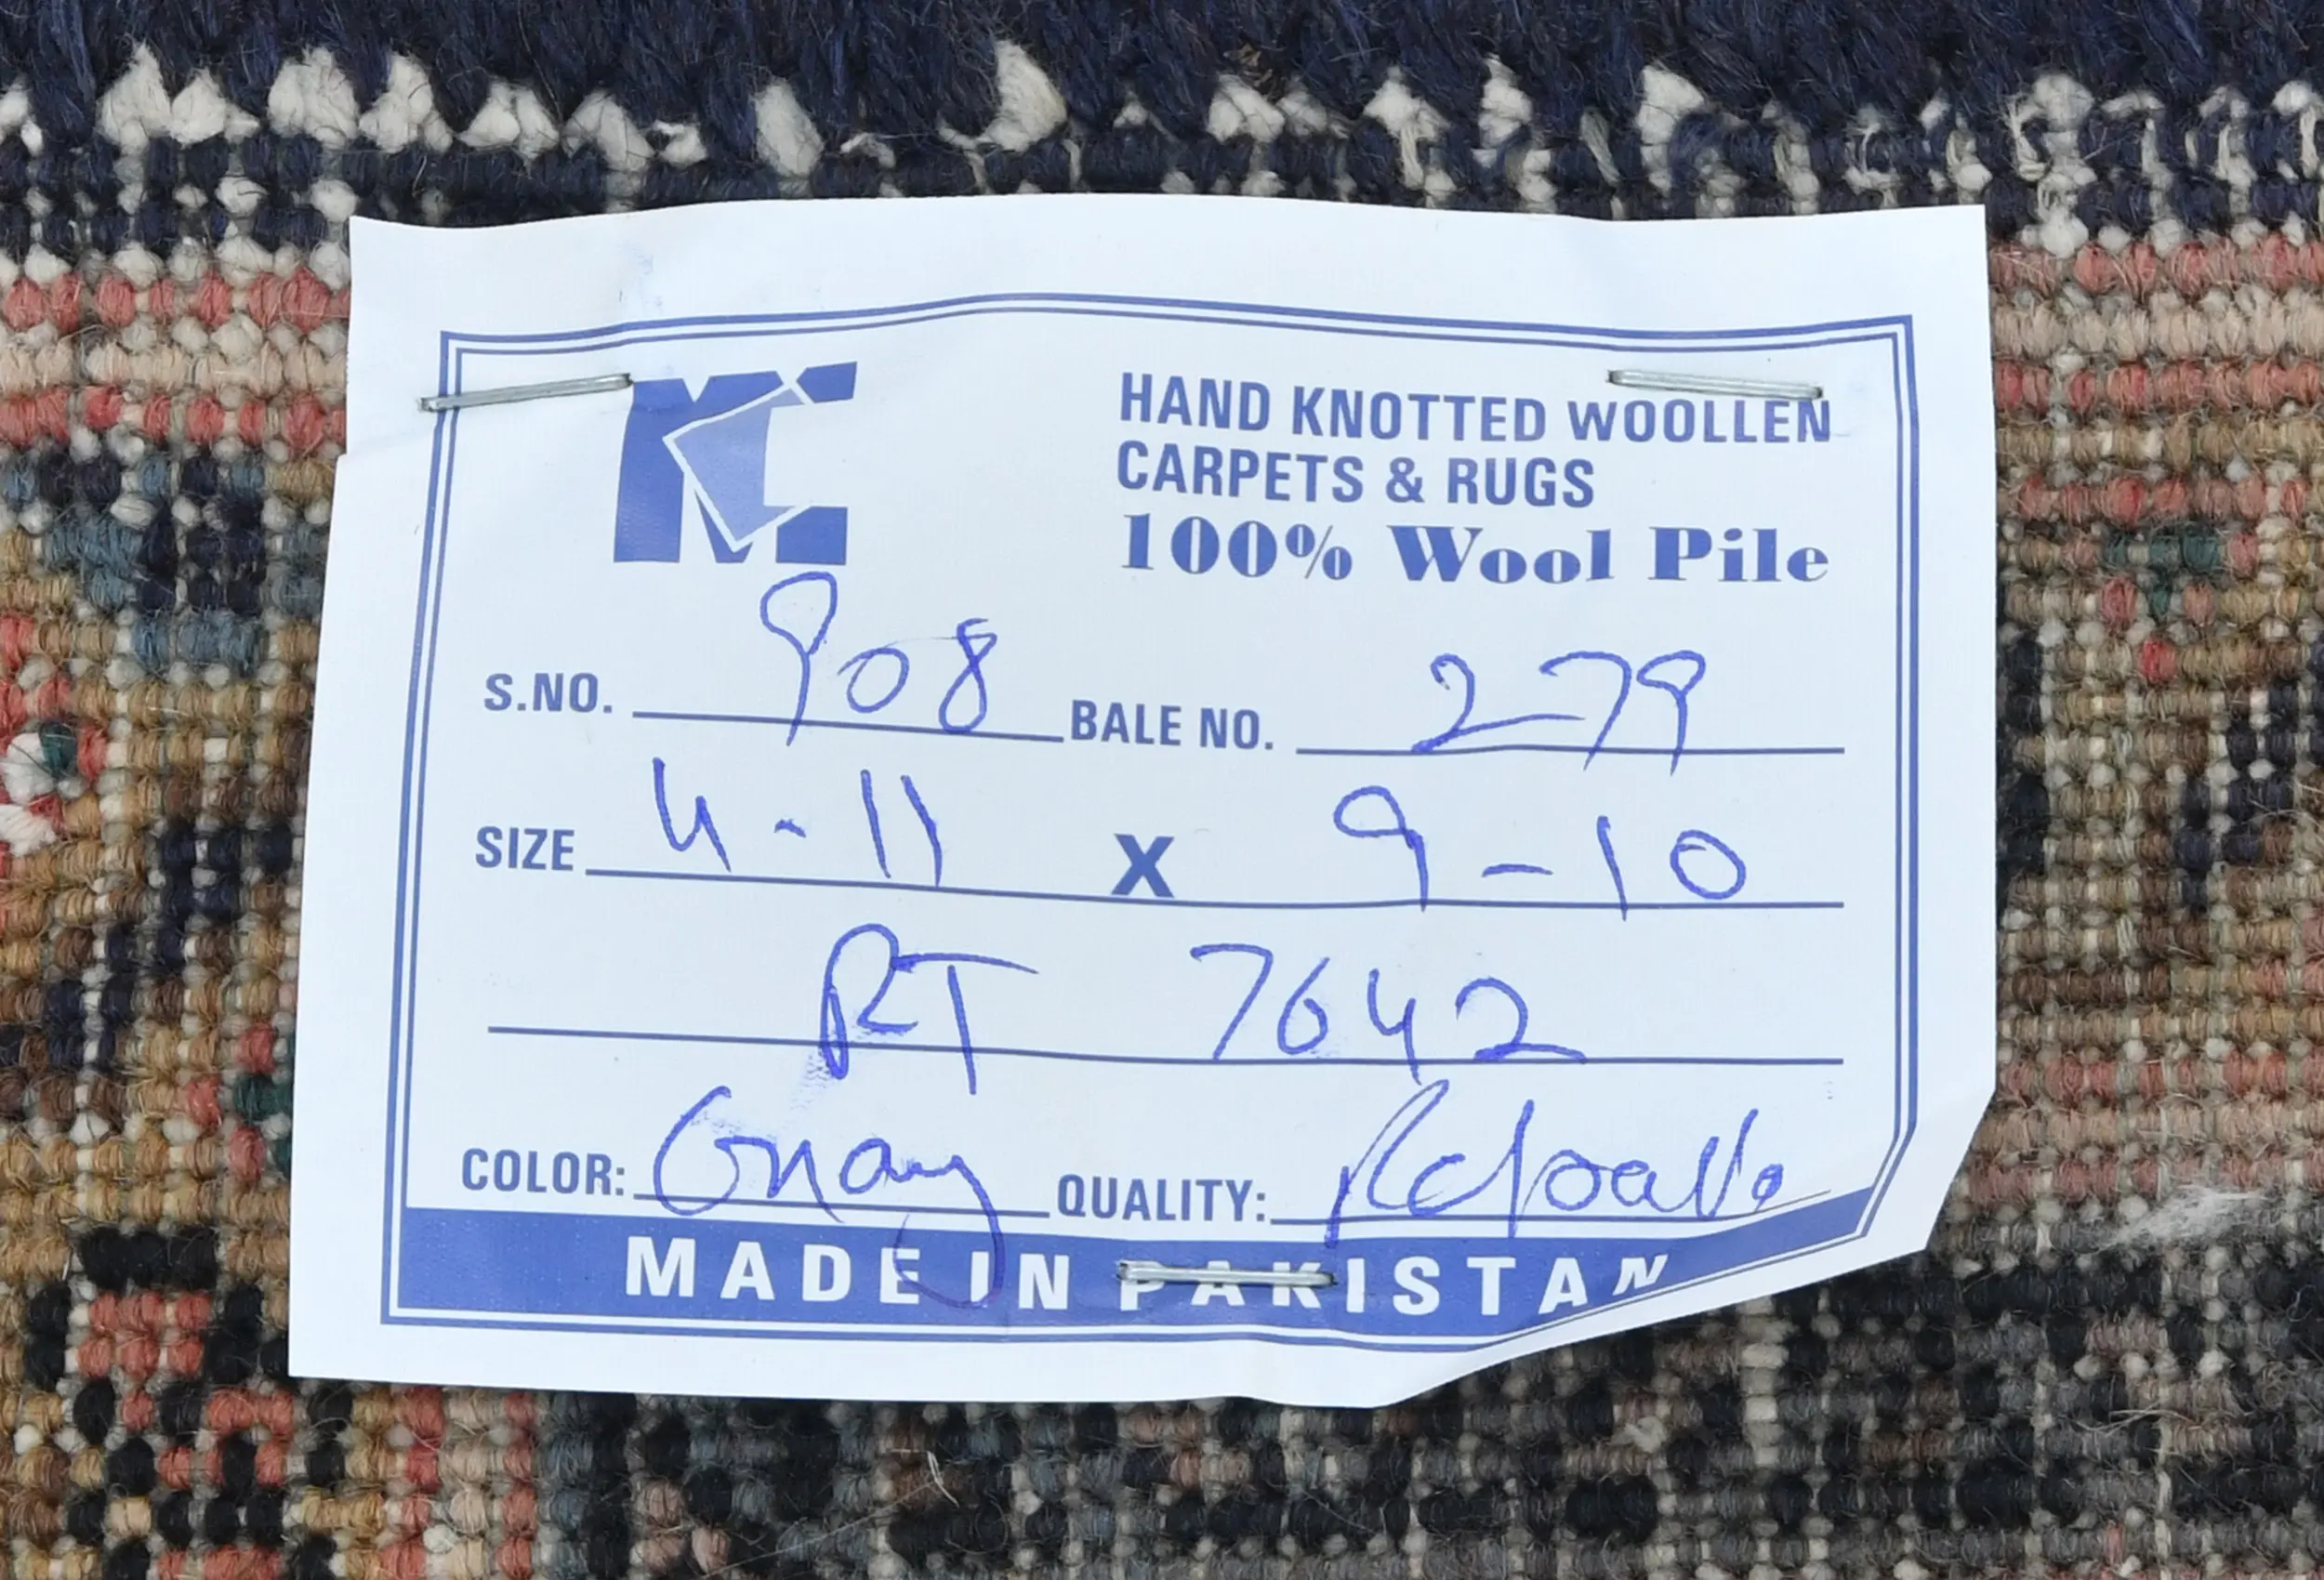 MC
HAND KNOTTED WOOLLEN
CARPETS & RUGS
100% Wool Pile
S.NO. 908 BALE NO. 279
SIZE 4-11 X 9-10
RT 7642
COLOR: Gray QUALITY:
MADE IN PAKISTAN